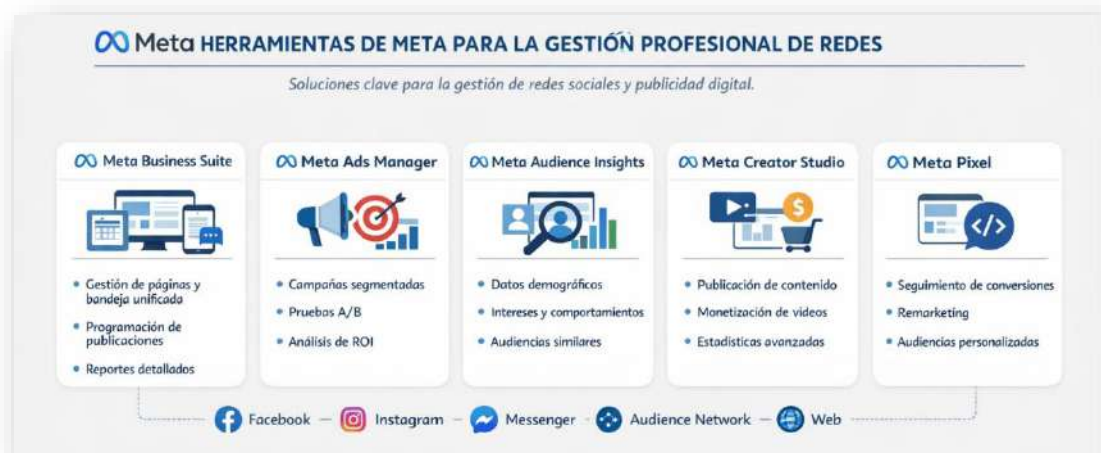 Meta HERRAMIENTAS DE META PARA LA GESTIÓN PROFESIONAL DE REDES
Soluciones clave para la gestión de redes sociales y publicidad digital.
Meta Business Suite
• Gestión de páginas y
bandeja unificada
• Programación de
publicaciones
• Reportes detallados
Meta Ads Manager
• Campañas segmentadas
• Pruebas A/B
• Análisis de ROI
Meta Audience Insights
• Datos demográficos
• Intereses y comportamientos
• Audiencias similares
Meta Creator Studio
$
• Publicación de contenido
• Monetización de videos
• Estadísticas avanzadas
Meta Pixel
</>
• Seguimiento de conversiones
• Remarketing
• Audiencias personalizadas
Facebook — Instagram — Messenger - Audience Network — Web